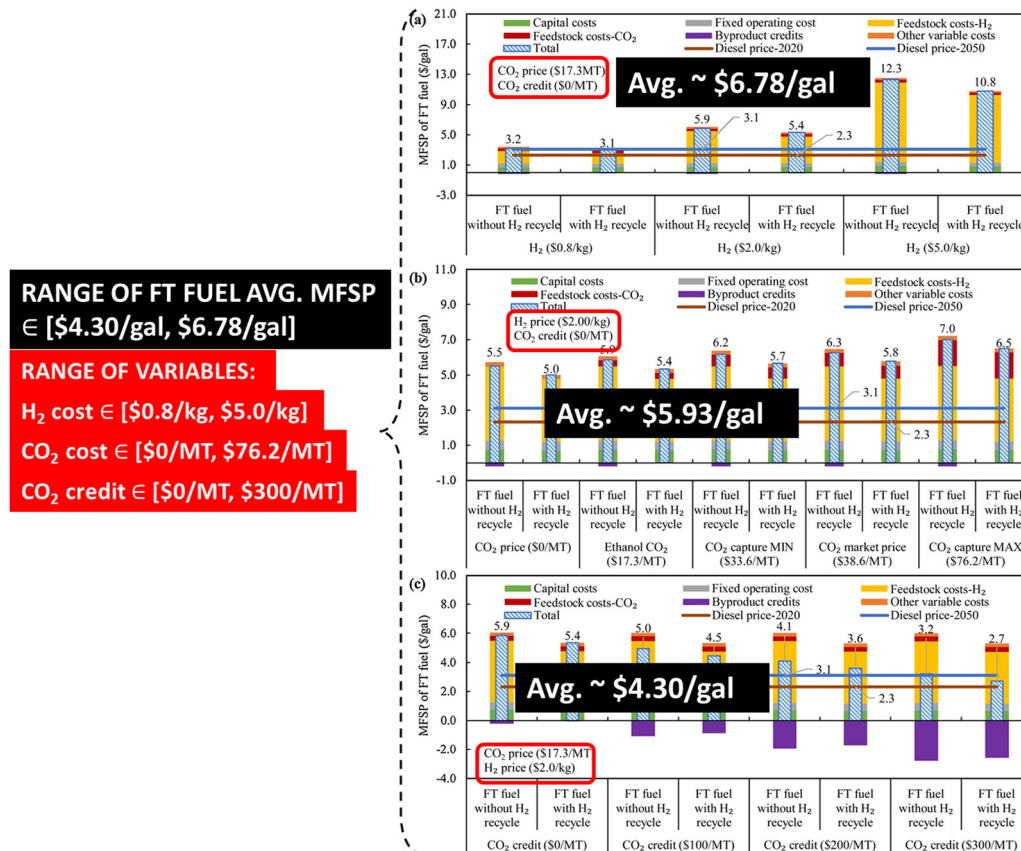 RANGE OF FT FUEL AVG. MFSP
∈ [$4.30/gal, $6.78/gal]
RANGE OF VARIABLES:
H₂ cost ∈ [$0.8/kg, $5.0/kg]
CO₂ cost ∈ [$0/MT, $76.2/MT]
CO₂ credit ∈ [$0/MT, $300/MT]
(a)
MFSP of FT fuel ($/gal)
21.0
17.0
13.0
9.0
5.0
1.0
-3.0
Capital costs
Fixed operating cost
Feedstock costs-H₂
Feedstock costs-CO₂
Byproduct credits
Other variable costs
Total
Diesel price-2020
Diesel price-2050
CO₂ price ($17.3MT)
CO₂ credit ($0/MT)
Avg. ~ $6.78/gal
3.2
3.1
5.9
3.1
5.4
2.3
12.3
10.8
FT fuel without H₂ recycle
FT fuel with H₂ recycle
FT fuel without H₂ recycle
FT fuel with H₂ recycle
FT fuel without H₂ recycle
FT fuel with H₂ recycle
H₂ ($0.8/kg)
H₂ ($2.0/kg)
H₂ ($5.0/kg)
(b)
MFSP of FT fuel ($/gal)
11.0
9.0
7.0
5.0
3.0
1.0
-1.0
Capital costs
Fixed operating cost
Feedstock costs-H₂
Feedstock costs-CO₂
Byproduct credits
Other variable costs
Total
Diesel price-2020
Diesel price-2050
H₂ price ($2.00/kg)
CO₂ credit ($0/MT)
Avg. ~ $5.93/gal
5.5
5.0
5.9
5.4
6.2
5.7
6.3
5.8
7.0
6.5
3.1
2.3
FT fuel without H₂ recycle
FT fuel with H₂ recycle
FT fuel without H₂ recycle
FT fuel with H₂ recycle
FT fuel without H₂ recycle
FT fuel with H₂ recycle
FT fuel without H₂ recycle
FT fuel with H₂ recycle
FT fuel without H₂ recycle
FT fuel with H₂ recycle
CO₂ price ($0/MT)
Ethanol CO₂ ($17.3/MT)
CO₂ capture MIN ($33.6/MT)
CO₂ market price ($38.6/MT)
CO₂ capture MAX ($76.2/MT)
(c)
MFSP of FT fuel ($/gal)
10.0
8.0
6.0
4.0
2.0
0.0
-2.0
-4.0
Capital costs
Fixed operating cost
Feedstock costs-H₂
Feedstock costs-CO₂
Byproduct credits
Other variable costs
Total
Diesel price-2020
Diesel price-2050
Avg. ~ $4.30/gal
5.9
5.4
5.0
4.5
4.1
3.6
3.2
2.7
3.1
2.3
CO₂ price ($17.3/MT
H₂ price ($2.0/kg)
FT fuel without H₂ recycle
FT fuel with H₂ recycle
FT fuel without H₂ recycle
FT fuel with H₂ recycle
FT fuel without H₂ recycle
FT fuel with H₂ recycle
FT fuel without H₂ recycle
FT fuel with H₂ recycle
CO₂ credit ($0/MT)
CO₂ credit ($100/MT)
CO₂ credit ($200/MT)
CO₂ credit ($300/MT)